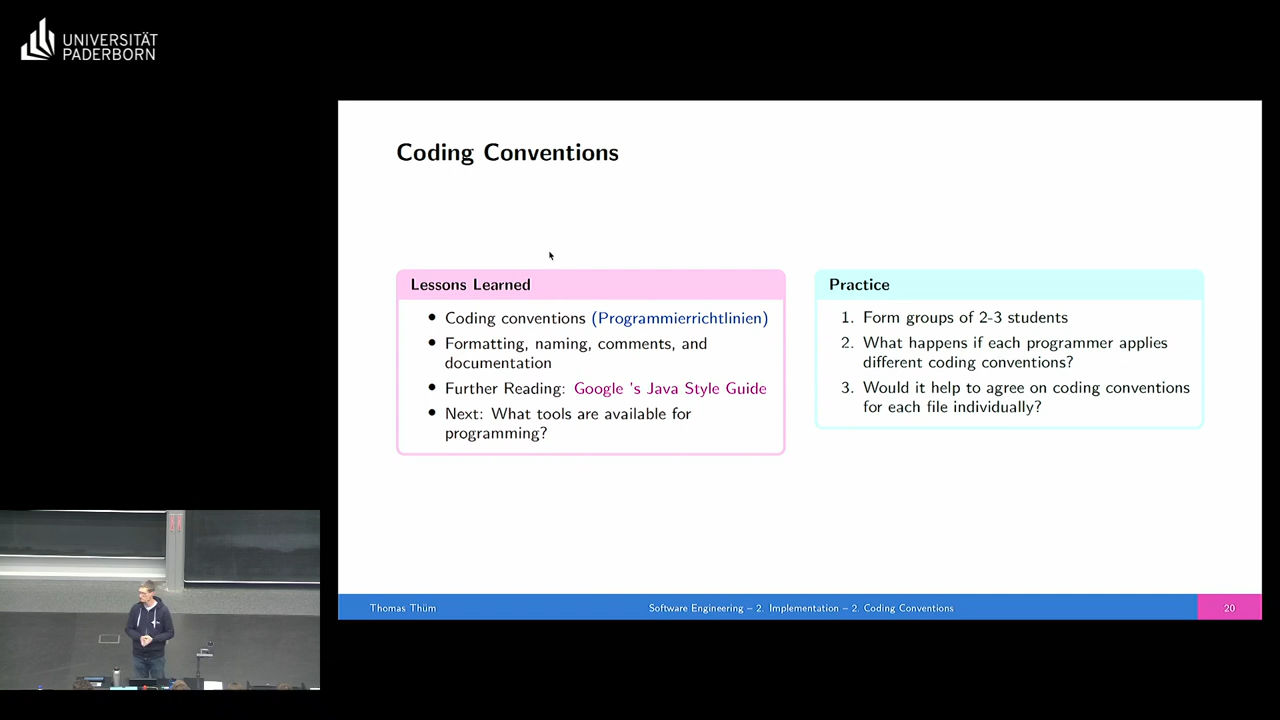 UNIVERSITÄT
PADERBORN
Coding Conventions
Lessons Learned
• Coding conventions (Programmierrichtlinien)
• Formatting, naming, comments, and
documentation
• Further Reading: Google 's Java Style Guide
• Next: What tools are available for
programming?
Practice
1. Form groups of 2-3 students
2. What happens if each programmer applies
different coding conventions?
3. Would it help to agree on coding conventions
for each file individually?
Thomas Thüm
Software Engineering – 2. Implementation – 2. Coding Conventions
20